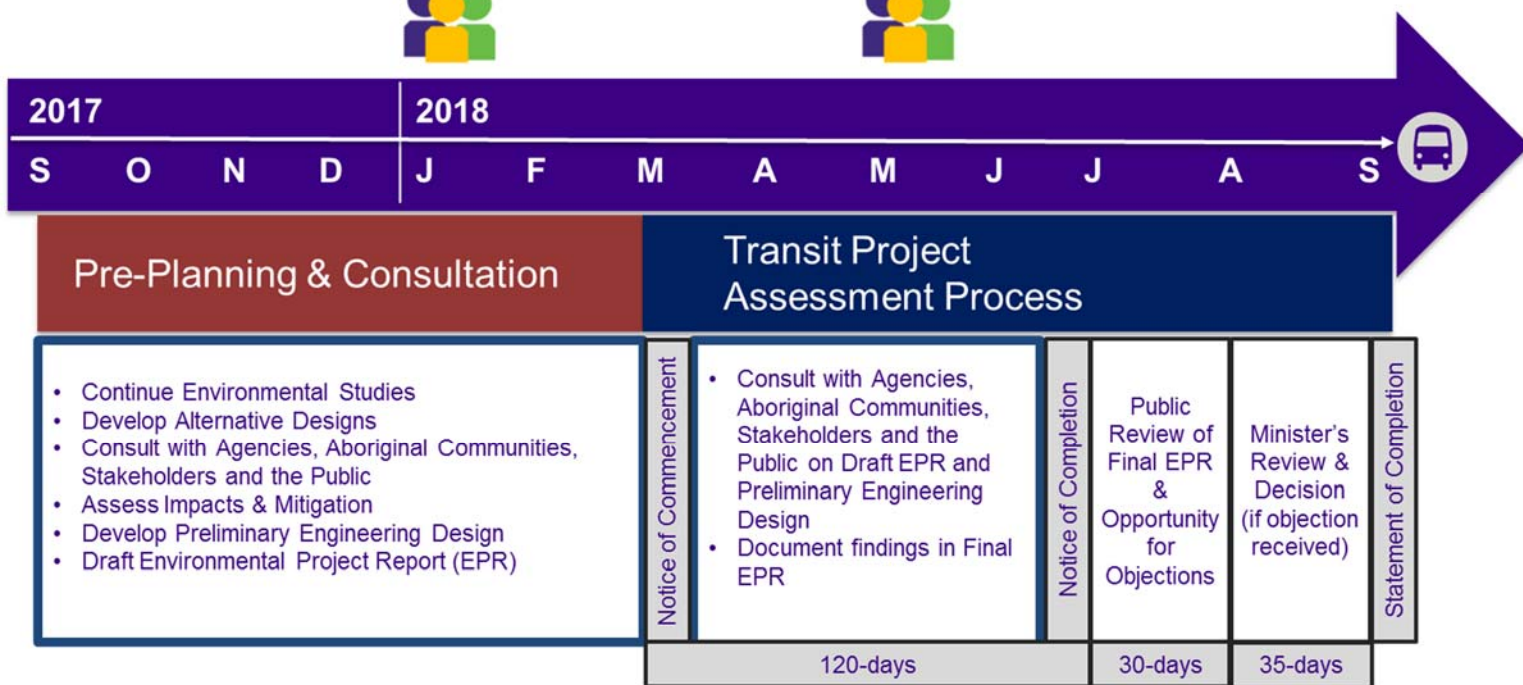 2017 2018
S O N D J F M A M J J A S
Pre-Planning & Consultation
Transit Project
Assessment Process
• Continue Environmental Studies
• Develop Alternative Designs
• Consult with Agencies, Aboriginal Communities,
Stakeholders and the Public
• Assess Impacts & Mitigation
• Develop Preliminary Engineering Design
• Draft Environmental Project Report (EPR)
Notice of Commencement
• Consult with Agencies,
Aboriginal Communities,
Stakeholders and the
Public on Draft EPR and
Preliminary Engineering
Design
• Document findings in Final
EPR
Notice of Completion
Public
Review of
Final EPR
&
Opportunity
for
Objections
Minister's
Review &
Decision
(if objection
received)
Statement of Completion
120-days 30-days 35-days